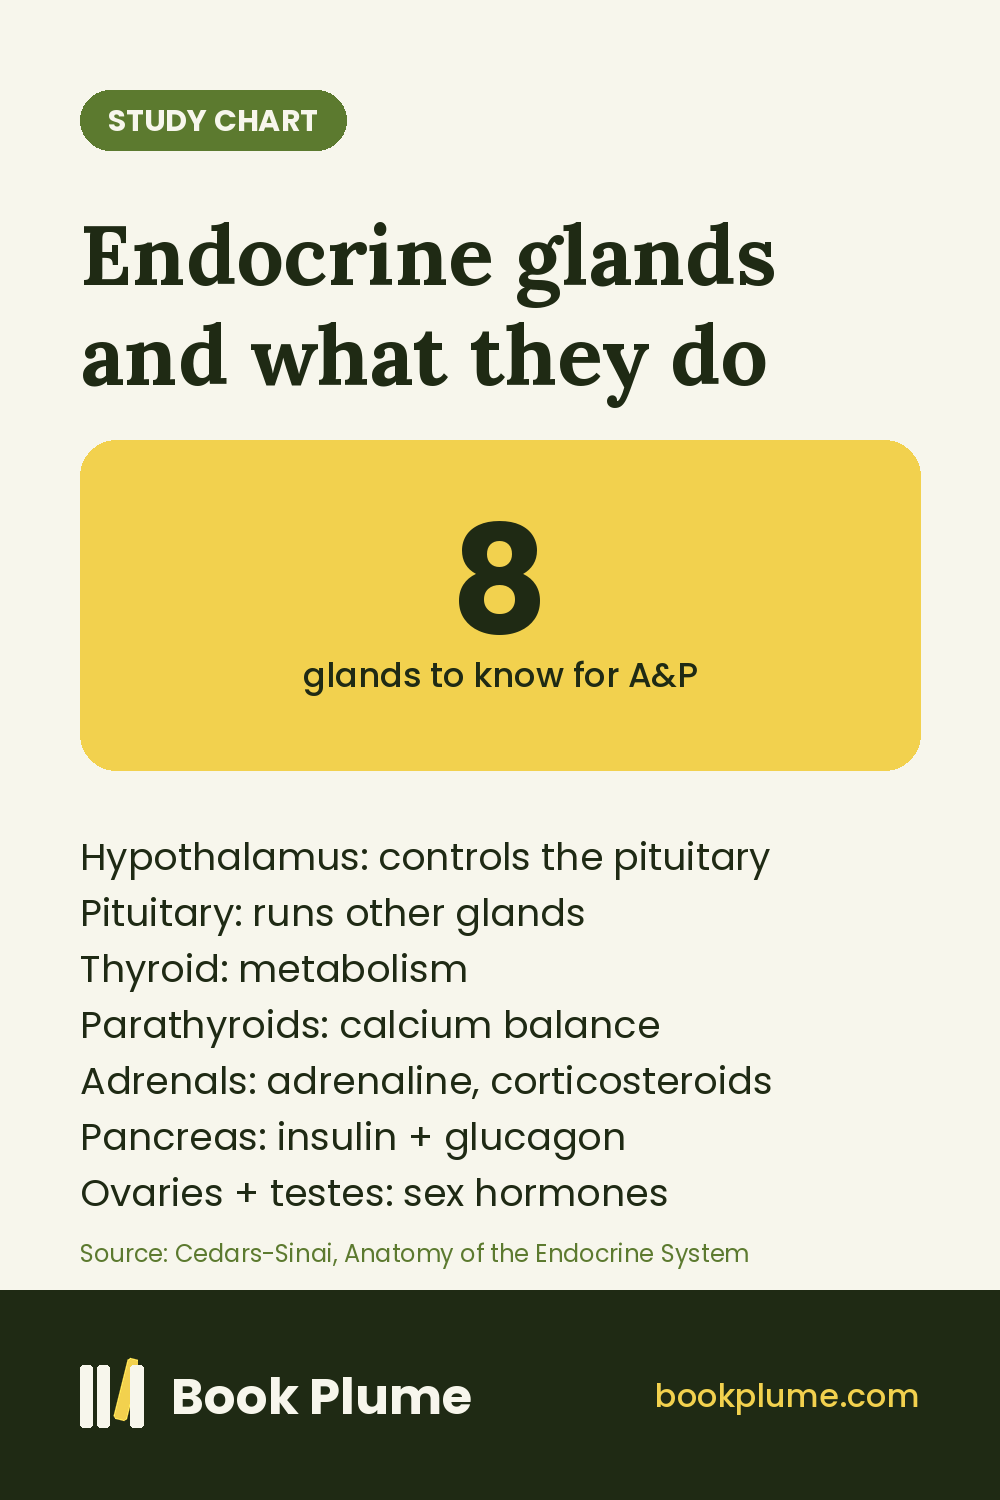 STUDY CHART
Endocrine glands
and what they do
8
glands to know for A&P
Hypothalamus: controls the pituitary
Pituitary: runs other glands
Thyroid: metabolism
Parathyroids: calcium balance
Adrenals: adrenaline, corticosteroids
Pancreas: insulin + glucagon
Ovaries + testes: sex hormones
Source: Cedars-Sinai, Anatomy of the Endocrine System
Book Plume
bookplume.com